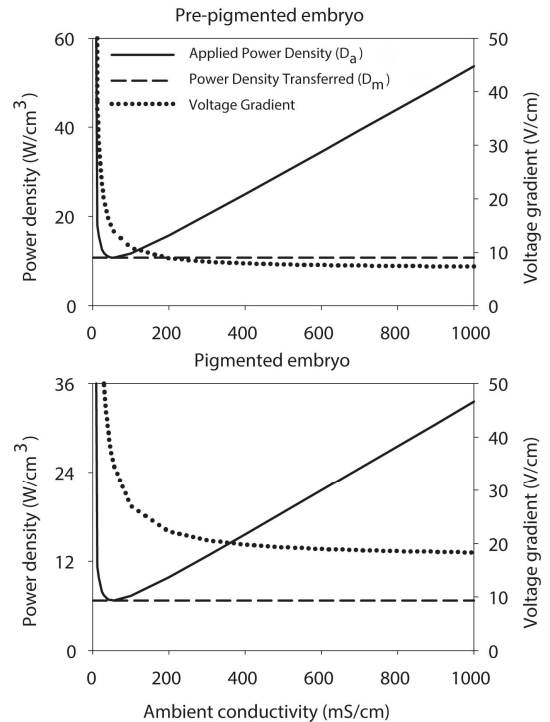 Pre-pigmented embryo
Applied Power Density (Da)
Power Density Transferred (Dm)
Voltage Gradient
Power density (W/cm3)
60
40
20
0
Voltage gradient (V/cm)
50
40
30
20
10
0
0 200 400 600 800 1000
Pigmented embryo
Power density (W/cm3)
36
24
12
0
Voltage gradient (V/cm)
50
40
30
20
10
0
0 200 400 600 800 1000
Ambient conductivity (mS/cm)